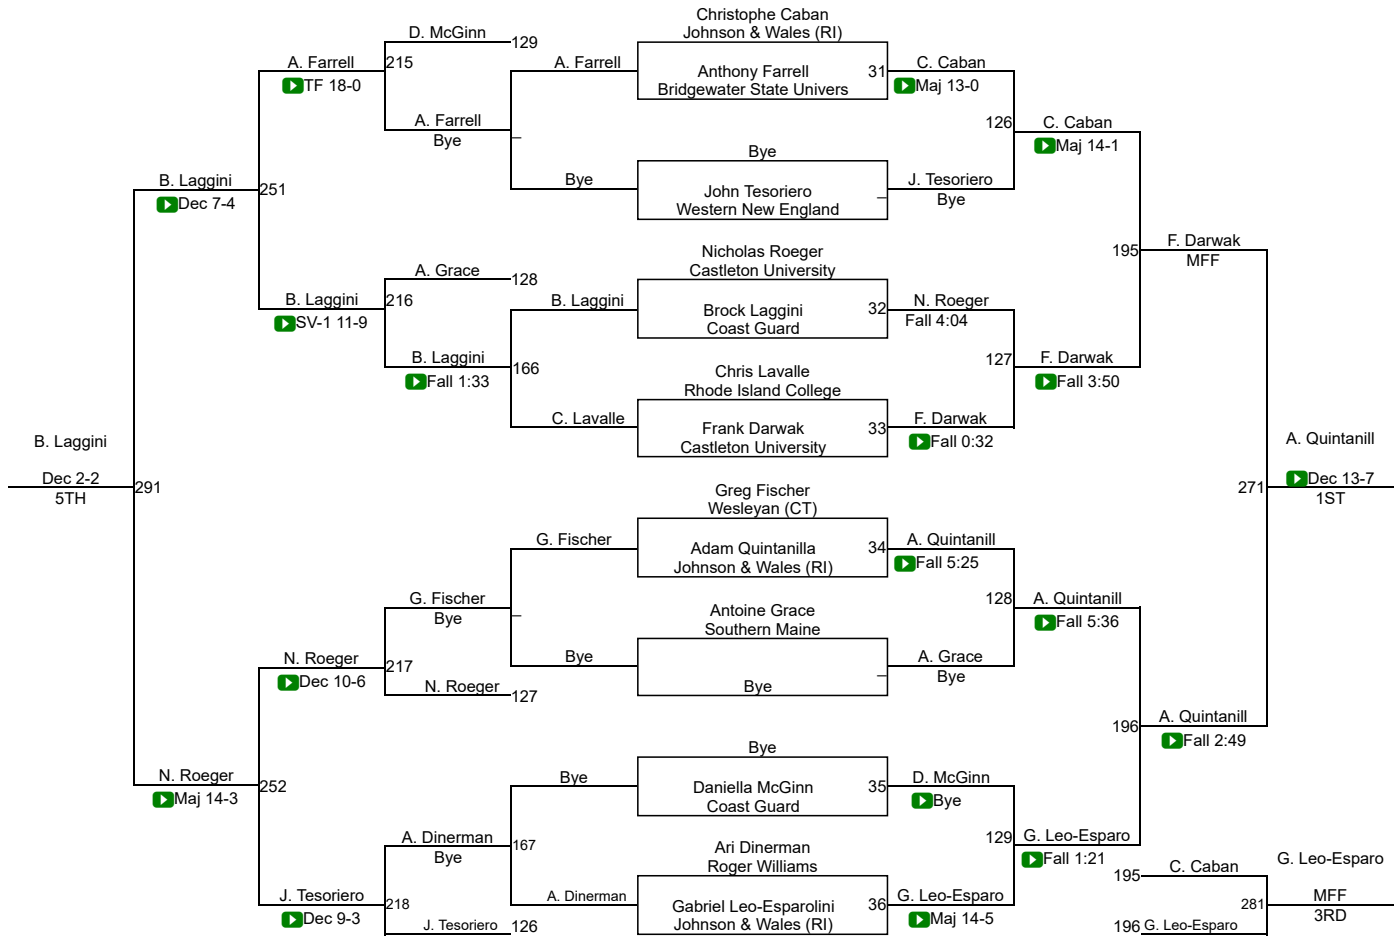 Christophe Caban
Johnson & Wales (RI)
D. McGinn
129
A. Farrell
215
TF 18-0
A. Farrell
Anthony Farrell
Bridgewater State Univers
31
C. Caban
Maj 13-0
A. Farrell
Bye
_
126
C. Caban
Maj 14-1
Bye
B. Laggini
251
Dec 7-4
Bye
John Tesoriero
Western New England
_
J. Tesoriero
Bye
Nicholas Roeger
Castleton University
195
F. Darwak
MFF
A. Grace
128
B. Laggini
216
SV-1 11-9
B. Laggini
Brock Laggini
Coast Guard
32
N. Roeger
Fall 4:04
B. Laggini
166
Fall 1:33
127
F. Darwak
Fall 3:50
Chris Lavalle
Rhode Island College
C. Lavalle
Frank Darwak
Castleton University
33
F. Darwak
Fall 0:32
B. Laggini
Dec 2-2
5TH
291
A. Quintanill
271
Dec 13-7
1ST
Greg Fischer
Wesleyan (CT)
G. Fischer
Adam Quintanilla
Johnson & Wales (RI)
34
A. Quintanill
Fall 5:25
G. Fischer
Bye
_
128
A. Quintanill
Fall 5:36
Antoine Grace
Southern Maine
N. Roeger
217
Dec 10-6
Bye
Bye
_
A. Grace
Bye
N. Roeger
127
196
A. Quintanill
Fall 2:49
Bye
N. Roeger
252
Maj 14-3
Bye
Daniella McGinn
Coast Guard
35
D. McGinn
Bye
A. Dinerman
Bye
167
129
G. Leo-Esparo
Fall 1:21
Ari Dinerman
Roger Williams
195
C. Caban
G. Leo-Esparo
J. Tesoriero
218
Dec 9-3
A. Dinerman
Gabriel Leo-Esparolini
Johnson & Wales (RI)
36
G. Leo-Esparo
Maj 14-5
281
MFF
3RD
J. Tesoriero
126
196
G. Leo-Esparo